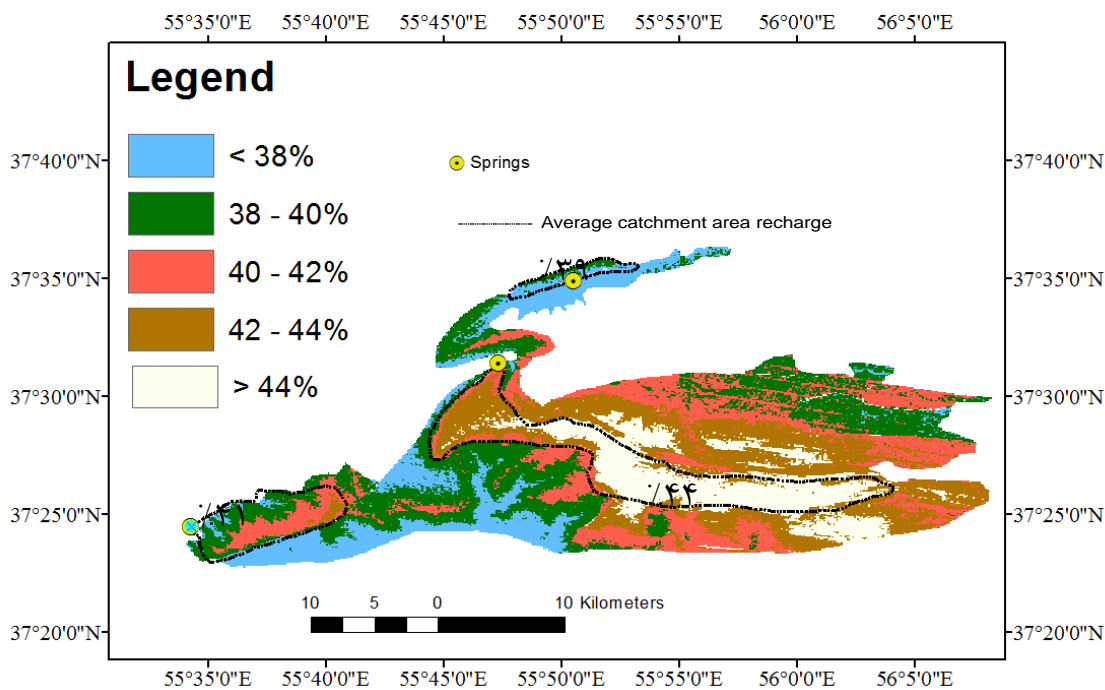 55°35'0"E 55°40'0"E 55°45'0"E 55°50'0"E 55°55'0"E 56°0'0"E 56°5'0"E
Legend
< 38%
38 - 40%
40 - 42%
42 - 44%
> 44%
Springs
Average catchment area recharge
37°40'0"N
37°35'0"N
37°30'0"N
37°25'0"N
37°20'0"N
37°40'0"N
37°35'0"N
37°30'0"N
37°25'0"N
37°20'0"N
./۴۴
10 5 0 10 Kilometers
55°35'0"E 55°40'0"E 55°45'0"E 55°50'0"E 55°55'0"E 56°0'0"E 56°5'0"E